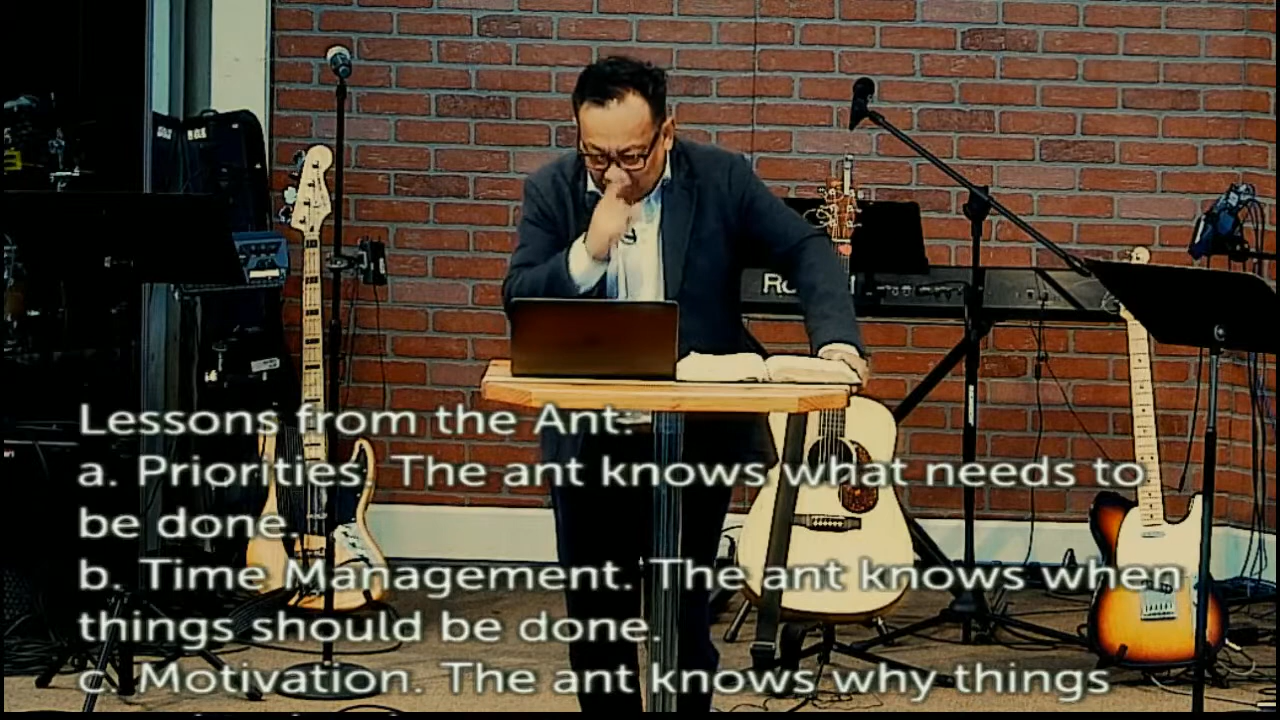 Lessons from the Ant:
a. Priorities. The ant knows what needs to
be done.
b. Time Management. The ant knows when
things should be done.
c. Motivation. The ant knows why things
Ro